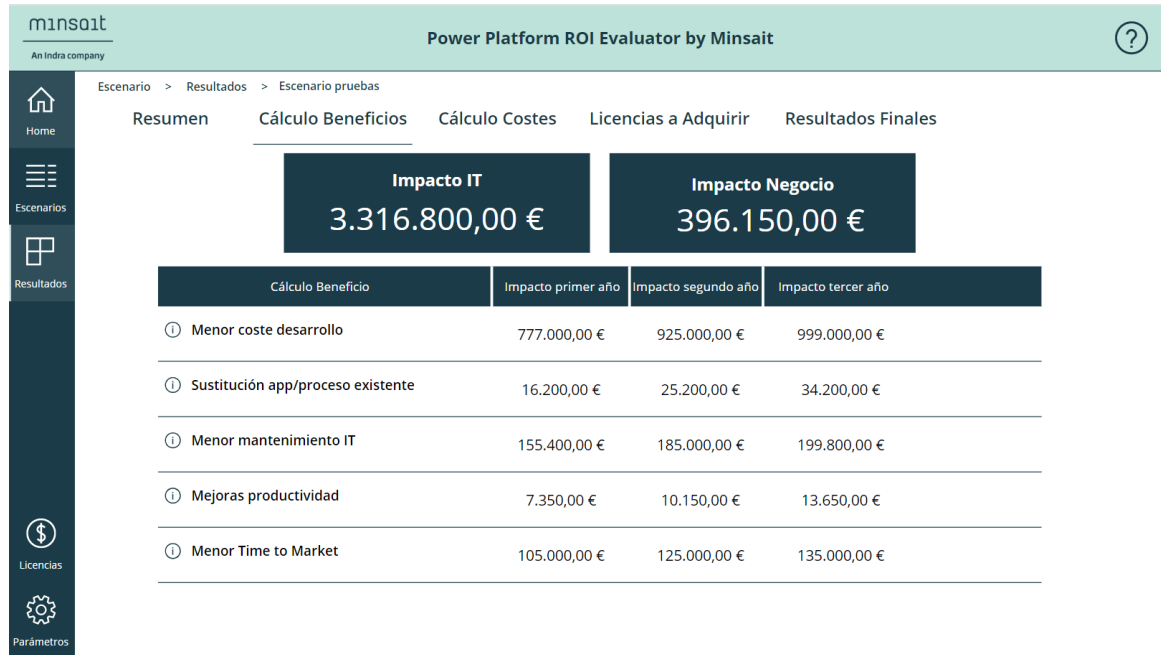 minsait
An Indra company
Power Platform ROI Evaluator by Minsait
?
Home
Escenarios
Resultados
Licencias
Parámetros
Escenario > Resultados > Escenario pruebas
Resumen Cálculo Beneficios Cálculo Costes Licencias a Adquirir Resultados Finales
Impacto IT
3.316.800,00 €
Impacto Negocio
396.150,00 €
Cálculo Beneficio Impacto primer año Impacto segundo año Impacto tercer año
Menor coste desarrollo 777.000,00 € 925.000,00 € 999.000,00 €
Sustitución app/proceso existente 16.200,00 € 25.200,00 € 34.200,00 €
Menor mantenimiento IT 155.400,00 € 185.000,00 € 199.800,00 €
Mejoras productividad 7.350,00 € 10.150,00 € 13.650,00 €
Menor Time to Market 105.000,00 € 125.000,00 € 135.000,00 €